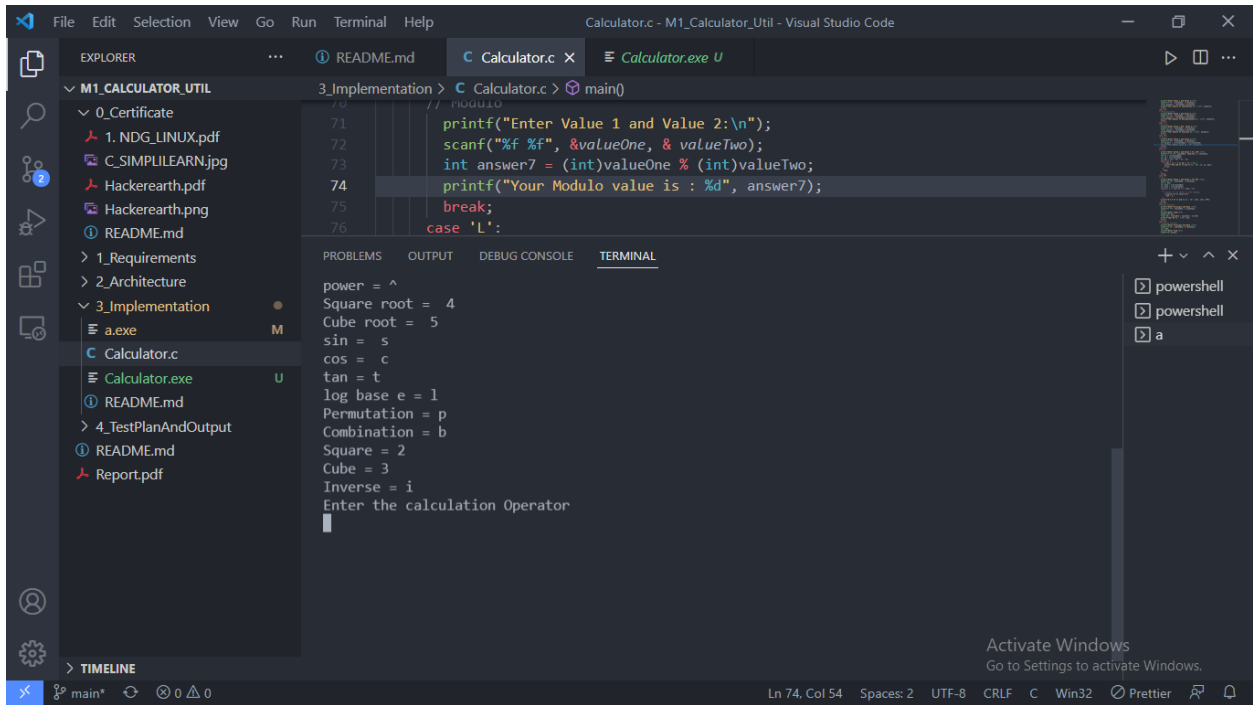 File Edit Selection View Go Run Terminal Help
Calculator.c - M1_Calculator_Util - Visual Studio Code
EXPLORER
README.md
C Calculator.c
Calculator.exe U
M1_CALCULATOR_UTIL
0_Certificate
1. NDG_LINUX.pdf
C_SIMPLILEARN.jpg
Hackerearth.pdf
Hackerearth.png
README.md
1_Requirements
2_Architecture
3_Implementation
a.exe M
C Calculator.c
Calculator.exe U
README.md
4_TestPlanAndOutput
README.md
Report.pdf
TIMELINE
2
3_Implementation > C Calculator.c > main()
70 // Modulo
71 printf("Enter Value 1 and Value 2:\n");
72 scanf("%f %f", &valueOne, & valueTwo);
73 int answer7 = (int)valueOne % (int)valueTwo;
74 printf("Your Modulo value is : %d", answer7);
75 break;
76 case 'L':
PROBLEMS OUTPUT DEBUG CONSOLE TERMINAL
power = ^
Square root =  4
Cube root =  5
sin =  s
cos =  c
tan = t
log base e = l
Permutation = p
Combination = b
Square = 2
Cube = 3
Inverse = i
Enter the calculation Operator
powershell
powershell
a
Activate Windows
Go to Settings to activate Windows.
main* 0 0
Ln 74, Col 54 Spaces: 2 UTF-8 CRLF C Win32 Prettier